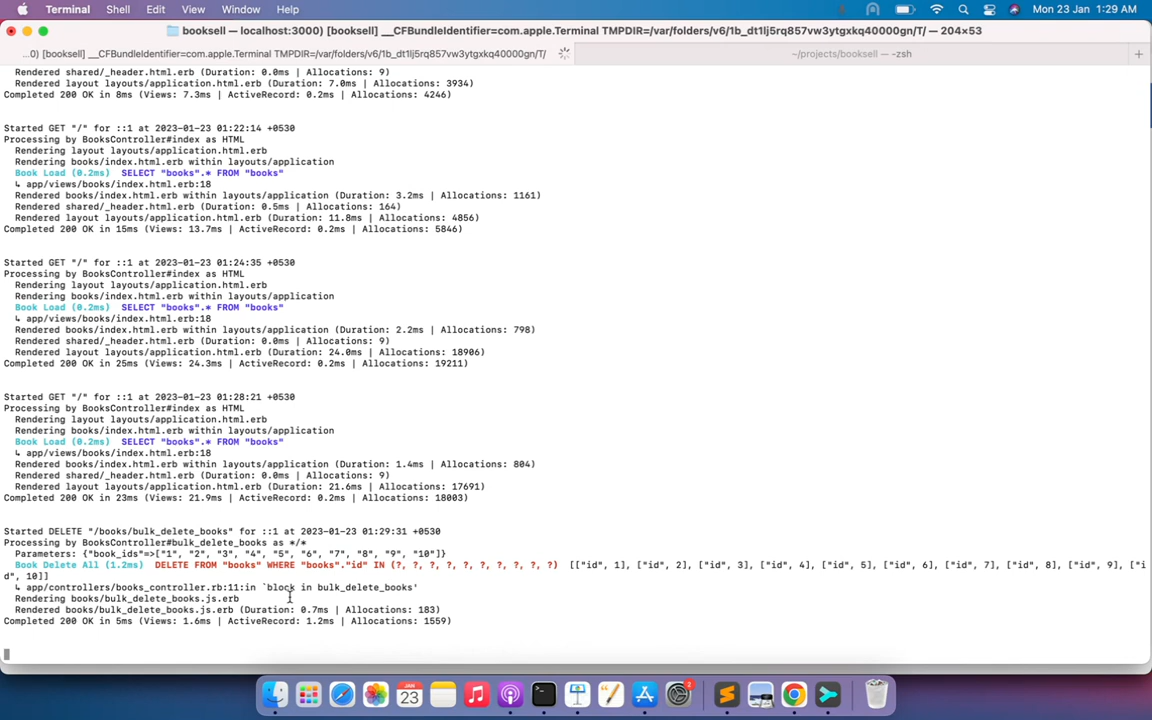 Terminal Shell Edit View Window Help Mon 23 Jan 1:29 AM
booksell — localhost:3000) [booksell] __CFBundleIdentifier=com.apple.Terminal TMPDIR=/var/folders/v6/1b_dt1lj5rq857vw3ytgxkq40000gn/T/ — 204×53
...0) [booksell] __CFBundleIdentifier=com.apple.Terminal TMPDIR=/var/folders/v6/1b_dt1lj5rq857vw3ytgxkq40000gn/T/ ~/projects/booksell — -zsh +
Rendered shared/_header.html.erb (Duration: 0.0ms | Allocations: 9)
Rendered layout layouts/application.html.erb (Duration: 7.0ms | Allocations: 3934)
Completed 200 OK in 8ms (Views: 7.3ms | ActiveRecord: 0.2ms | Allocations: 4246)
Started GET "/" for ::1 at 2023-01-23 01:22:14 +0530
Processing by BooksController#index as HTML
Rendering layout layouts/application.html.erb
Rendering books/index.html.erb within layouts/application
Book Load (0.2ms) SELECT "books".* FROM "books"
↳ app/views/books/index.html.erb:18
Rendered books/index.html.erb within layouts/application (Duration: 3.2ms | Allocations: 1161)
Rendered shared/_header.html.erb (Duration: 0.5ms | Allocations: 164)
Rendered layout layouts/application.html.erb (Duration: 11.8ms | Allocations: 4856)
Completed 200 OK in 15ms (Views: 13.7ms | ActiveRecord: 0.2ms | Allocations: 5846)
Started GET "/" for ::1 at 2023-01-23 01:24:35 +0530
Processing by BooksController#index as HTML
Rendering layout layouts/application.html.erb
Rendering books/index.html.erb within layouts/application
Book Load (0.2ms) SELECT "books".* FROM "books"
↳ app/views/books/index.html.erb:18
Rendered books/index.html.erb within layouts/application (Duration: 2.2ms | Allocations: 798)
Rendered shared/_header.html.erb (Duration: 0.0ms | Allocations: 9)
Rendered layout layouts/application.html.erb (Duration: 24.0ms | Allocations: 18906)
Completed 200 OK in 25ms (Views: 24.3ms | ActiveRecord: 0.2ms | Allocations: 19211)
Started GET "/" for ::1 at 2023-01-23 01:28:21 +0530
Processing by BooksController#index as HTML
Rendering layout layouts/application.html.erb
Rendering books/index.html.erb within layouts/application
Book Load (0.2ms) SELECT "books".* FROM "books"
↳ app/views/books/index.html.erb:18
Rendered books/index.html.erb within layouts/application (Duration: 1.4ms | Allocations: 804)
Rendered shared/_header.html.erb (Duration: 0.0ms | Allocations: 9)
Rendered layout layouts/application.html.erb (Duration: 21.6ms | Allocations: 17691)
Completed 200 OK in 23ms (Views: 21.9ms | ActiveRecord: 0.2ms | Allocations: 18003)
Started DELETE "/books/bulk_delete_books" for ::1 at 2023-01-23 01:29:31 +0530
Processing by BooksController#bulk_delete_books as */*
Parameters: {"book_ids"=>["1", "2", "3", "4", "5", "6", "7", "8", "9", "10"]}
Book Delete All (1.2ms) DELETE FROM "books" WHERE "books"."id" IN (?, ?, ?, ?, ?, ?, ?, ?, ?, ?) [["id", 1], ["id", 2], ["id", 3], ["id", 4], ["id", 5], ["id", 6], ["id", 7], ["id", 8], ["id", 9], ["i
d", 10]]
↳ app/controllers/books_controller.rb:11:in `block in bulk_delete_books'
Rendering books/bulk_delete_books.js.erb
Rendered books/bulk_delete_books.js.erb (Duration: 0.7ms | Allocations: 183)
Completed 200 OK in 5ms (Views: 1.6ms | ActiveRecord: 1.2ms | Allocations: 1559)
JAN
23
2